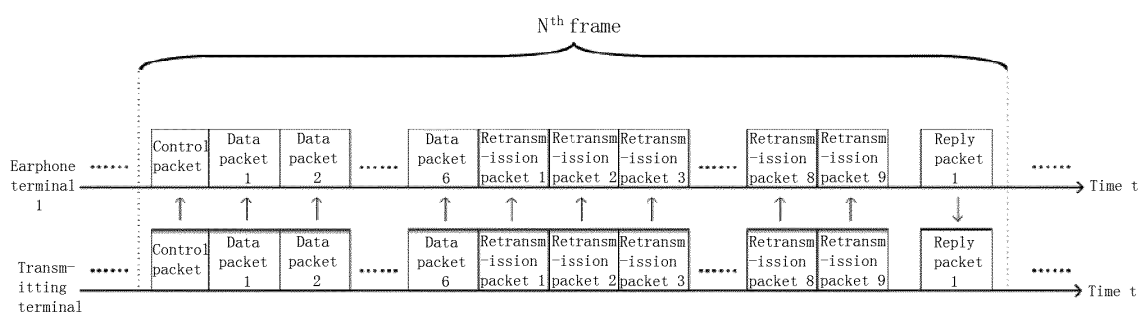 Nth frame
Control packet
Data packet 1
Data packet 2
......
Data packet 6
Retransm-ission packet 1
Retransm-ission packet 2
Retransm-ission packet 3
......
Retransm-ission packet 8
Retransm-ission packet 9
Reply packet 1
......
Earphone terminal 1
......
Time t
Control packet
Data packet 1
Data packet 2
......
Data packet 6
Retransm-ission packet 1
Retransm-ission packet 2
Retransm-ission packet 3
......
Retransm-ission packet 8
Retransm-ission packet 9
Reply packet 1
......
Transm-itting terminal
......
Time t